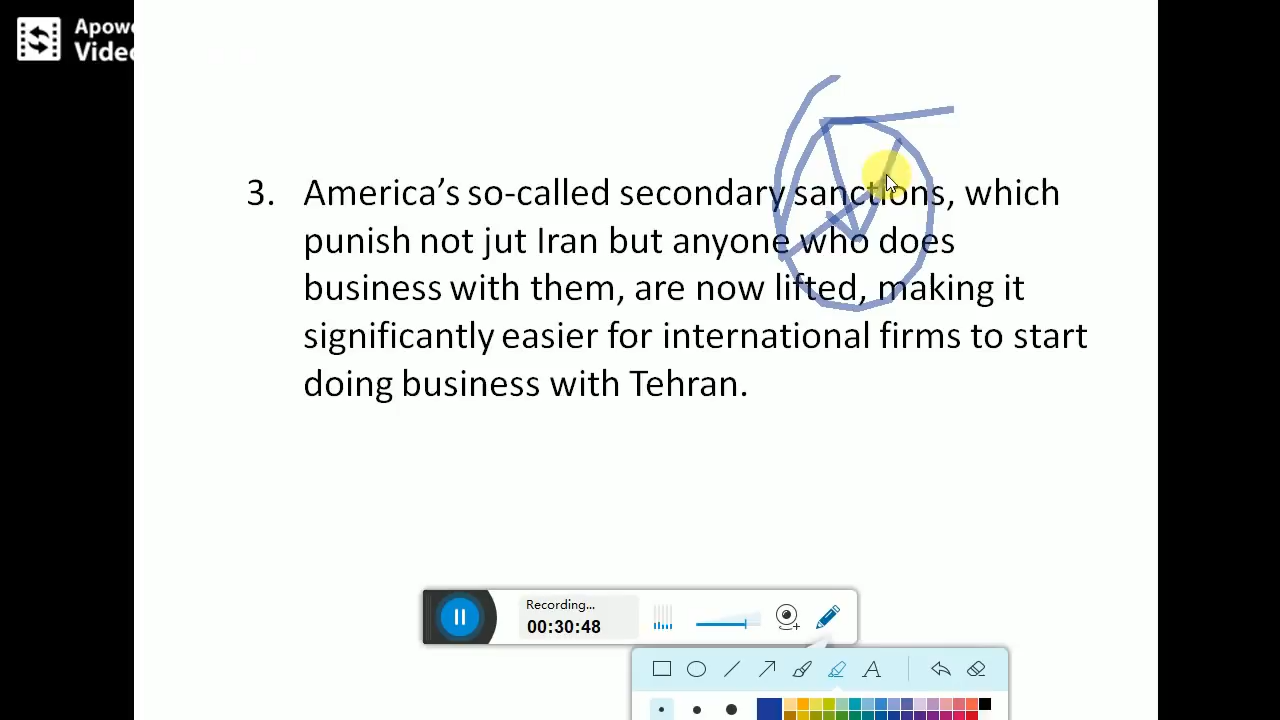 Apowe
Video
3. America’s so-called secondary sanctions, which
punish not jut Iran but anyone who does
business with them, are now lifted, making it
significantly easier for international firms to start
doing business with Tehran.
Recording...
00:30:48
A